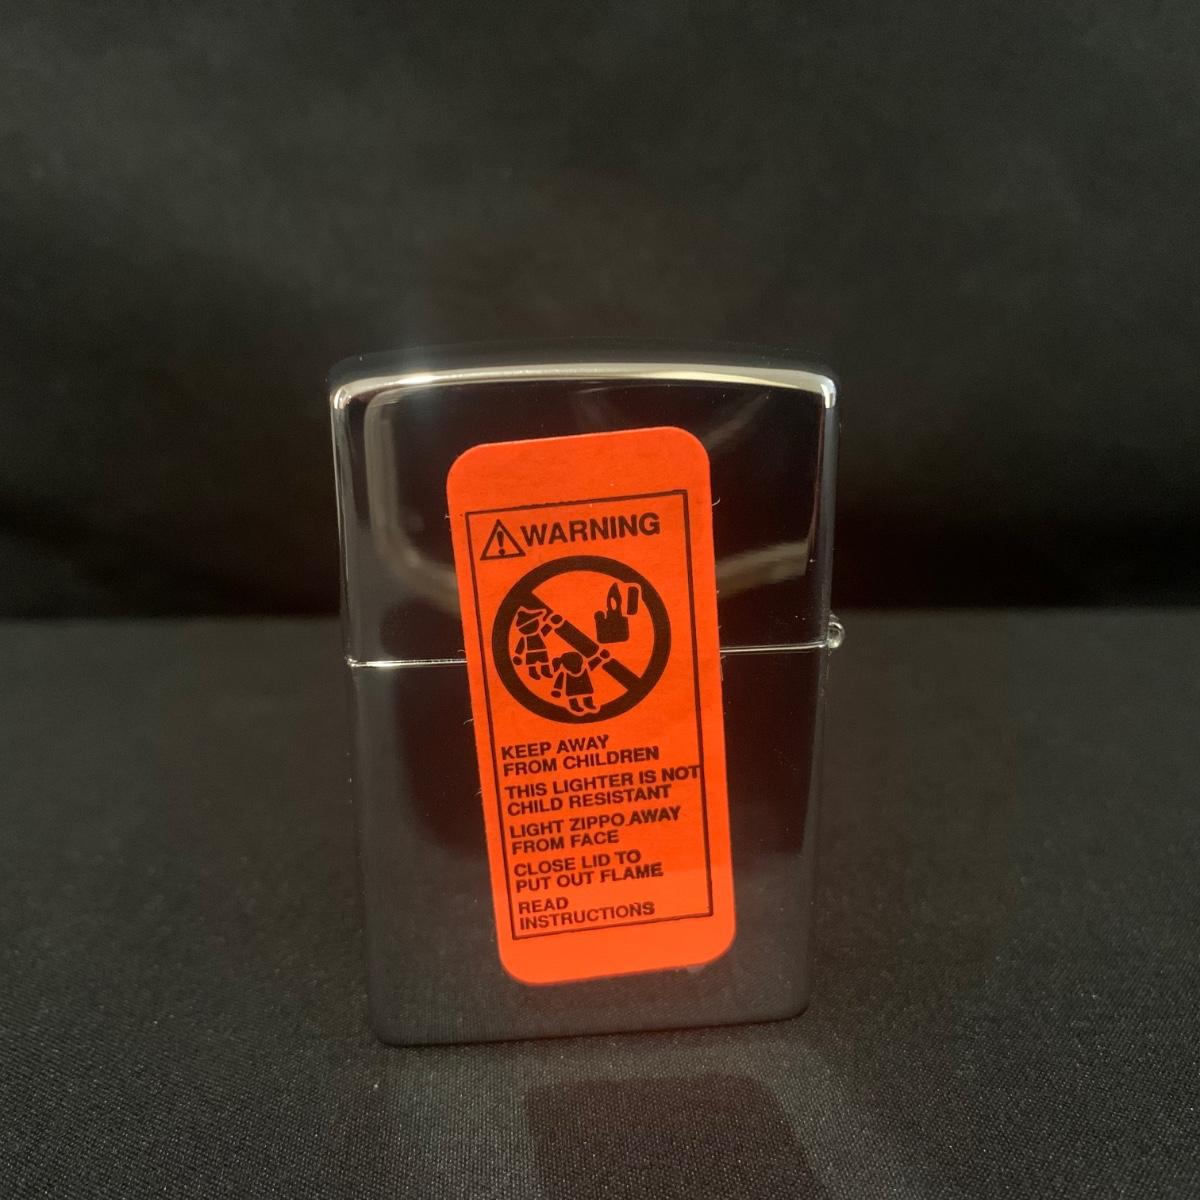 WARNING
KEEP AWAY
FROM CHILDREN
THIS LIGHTER IS NOT
CHILD RESISTANT
LIGHT ZIPPO AWAY
FROM FACE
CLOSE LID TO
PUT OUT FLAME
READ
INSTRUCTIONS